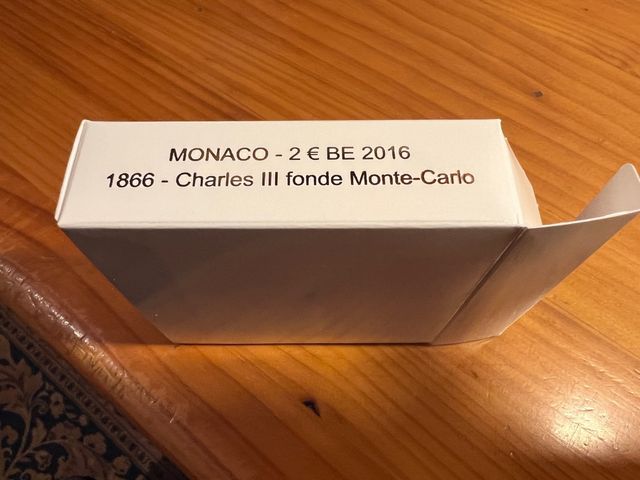 MONACO - 2 € BE 2016
1866 - Charles III fonde Monte-Carlo